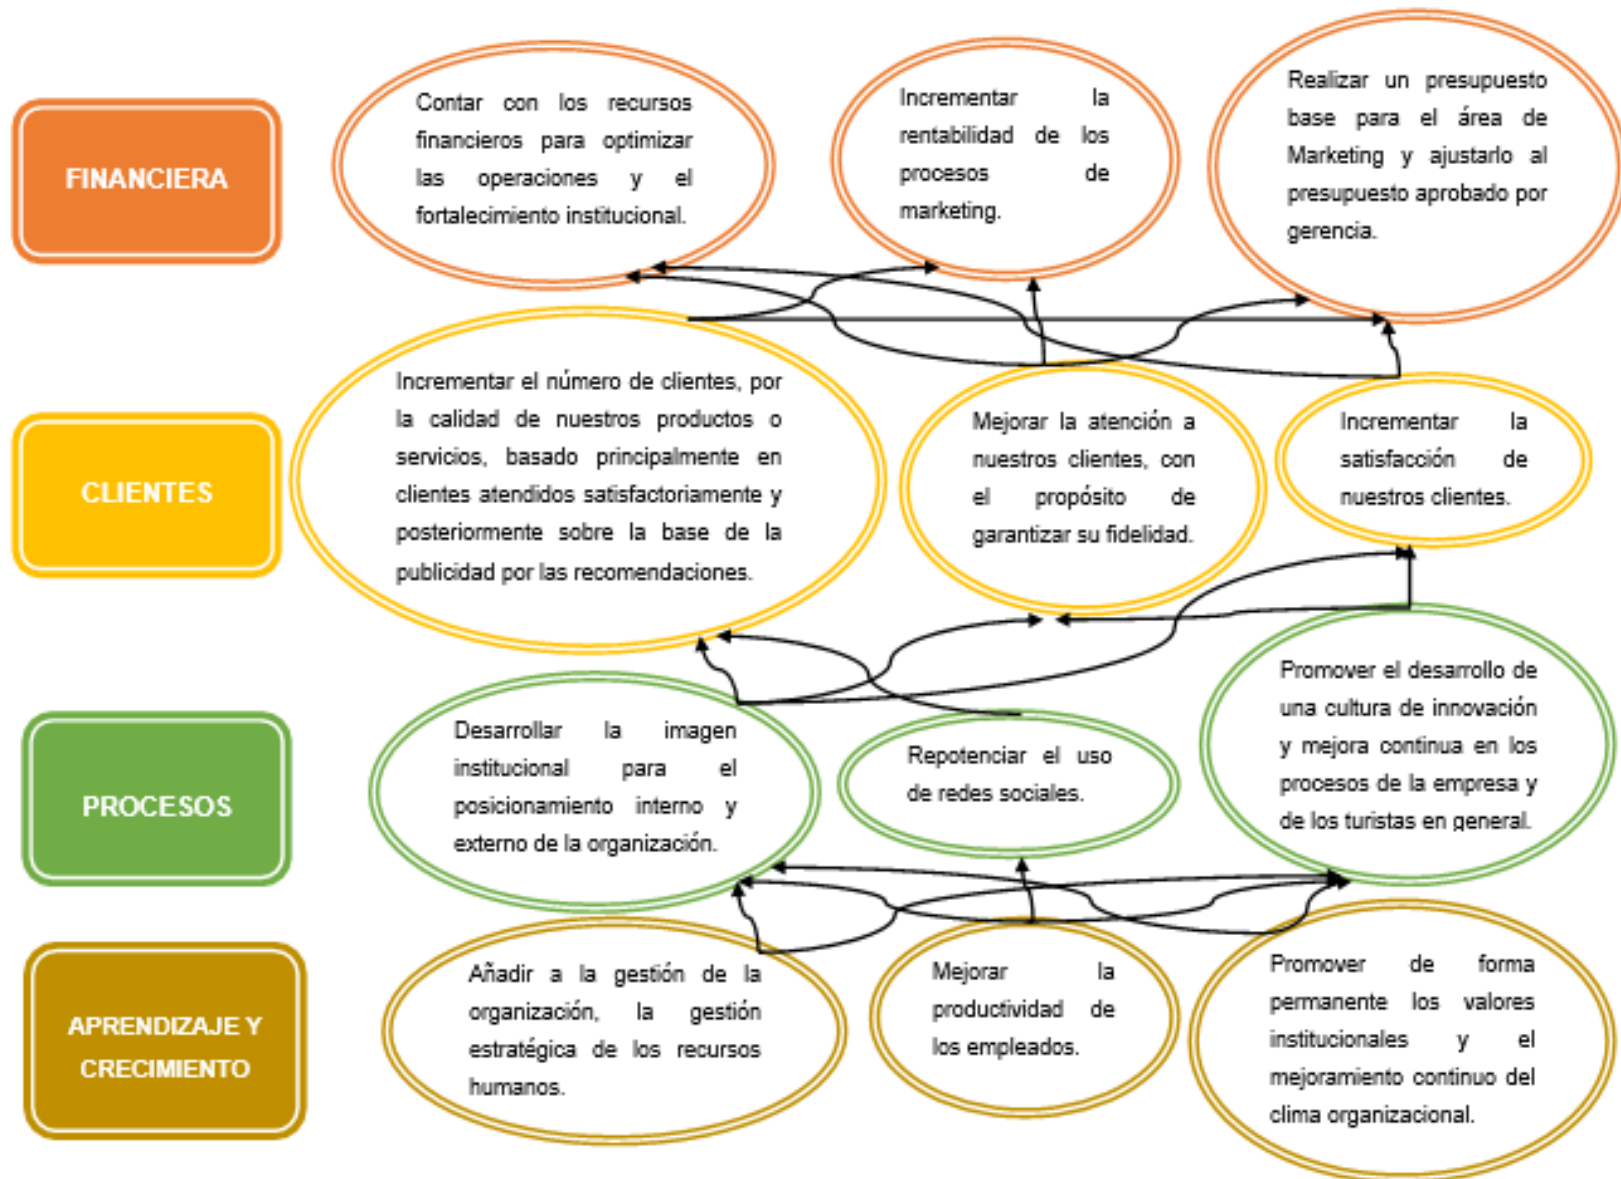 FINANCIERA
Contar con los recursos
financieros para optimizar
las operaciones y el
fortalecimiento institucional.
Incrementar la
rentabilidad de los
procesos de
marketing.
Realizar un presupuesto
base para el área de
Marketing y ajustarlo al
presupuesto aprobado por
gerencia.
CLIENTES
Incrementar el número de clientes, por
la calidad de nuestros productos o
servicios, basado principalmente en
clientes atendidos satisfactoriamente y
posteriormente sobre la base de la
publicidad por las recomendaciones.
Mejorar la atención a
nuestros clientes, con
el propósito de
garantizar su fidelidad.
Incrementar la
satisfacción de
nuestros clientes.
PROCESOS
Desarrollar la imagen
institucional para el
posicionamiento interno y
externo de la organización.
Repotenciar el uso
de redes sociales.
Promover el desarrollo de
una cultura de innovación
y mejora continua en los
procesos de la empresa y
de los turistas en general.
APRENDIZAJE Y
CRECIMIENTO
Añadir a la gestión de la
organización, la gestión
estratégica de los recursos
humanos.
Mejorar la
productividad de
los empleados.
Promover de forma
permanente los valores
institucionales y el
mejoramiento continuo del
clima organizacional.